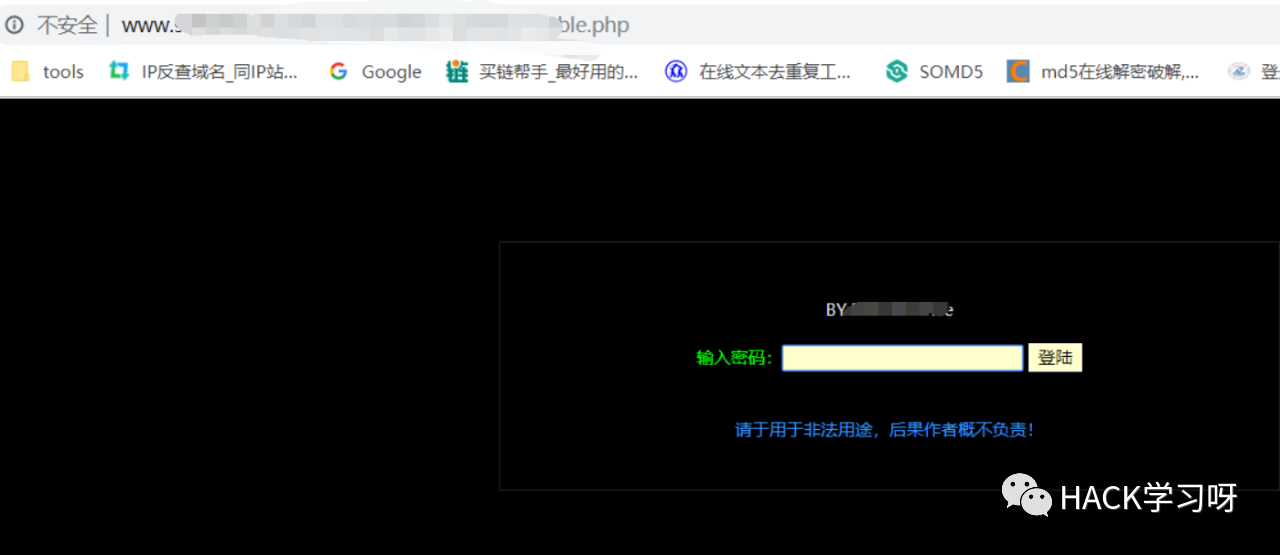 不安全 | www.s ble.php
tools IP反查域名_同IP站... Google 买链帮手_最好用的... 在线文本去重复工... SOMD5 md5在线解密破解,... 登
BY e
输入密码: 登陆
请于用于非法用途，后果作者概不负责!
HACK学习呀